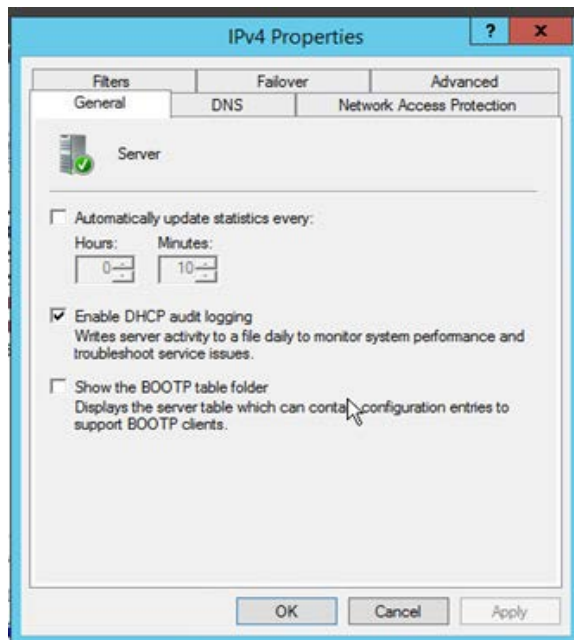 IPv4 Properties
?
x
Filters
Failover
Advanced
General
DNS
Network Access Protection
Server
Automatically update statistics every:
Hours: Minutes:
0 10
Enable DHCP audit logging
Writes server activity to a file daily to monitor system performance and
troubleshoot service issues.
Show the BOOTP table folder
Displays the server table which can contai configuration entries to
support BOOTP clients.
OK
Cancel
Apply